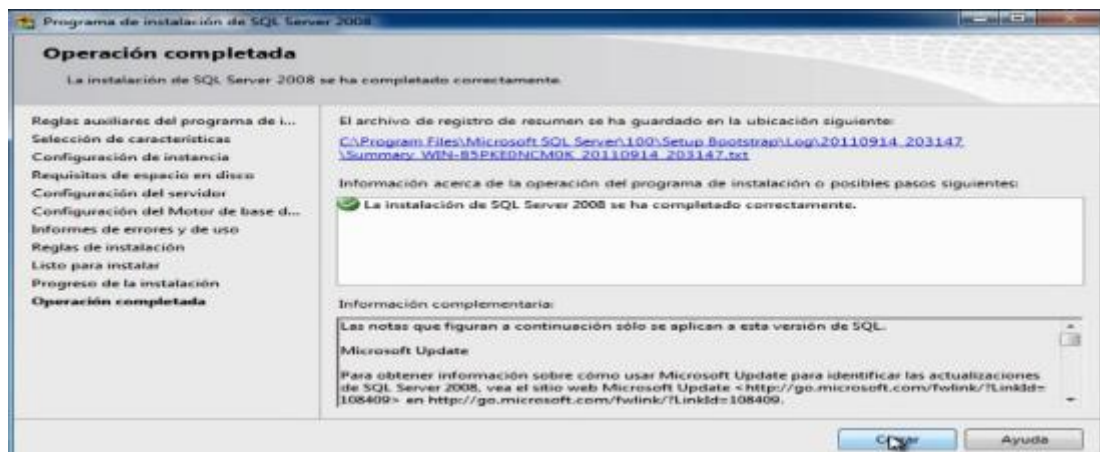 Programa de instalación de SQL Server 2008
Operación completada
La instalación de SQL Server 2008 se ha completado correctamente.
Reglas auxiliares del programa de i...
Selección de características
Configuración de instancia
Requisitos de espacio en disco
Configuración del servidor
Configuración del Motor de base d...
Informes de errores y de uso
Reglas de instalación
Listo para instalar
Progreso de la instalación
Operación completada
El archivo de registro de resumen se ha guardado en la ubicación siguiente:
C:\Program Files\Microsoft SQL Server\100\Setup Bootstrap\Log\20110914_203147
\Summary_WIN-85PKE0NCM0K_20110914_203147.txt
Información acerca de la operación del programa de instalación o posibles pasos siguientes:
La instalación de SQL Server 2008 se ha completado correctamente.
Información complementaria:
Las notas que figuran a continuación sólo se aplican a esta versión de SQL.
Microsoft Update
Para obtener información sobre cómo usar Microsoft Update para identificar las actualizaciones
de SQL Server 2008, vea el sitio web Microsoft Update <http://go.microsoft.com/fwlink/?LinkId=
108409> en http://go.microsoft.com/fwlink/?LinkId=108409.
Cerrar
Ayuda